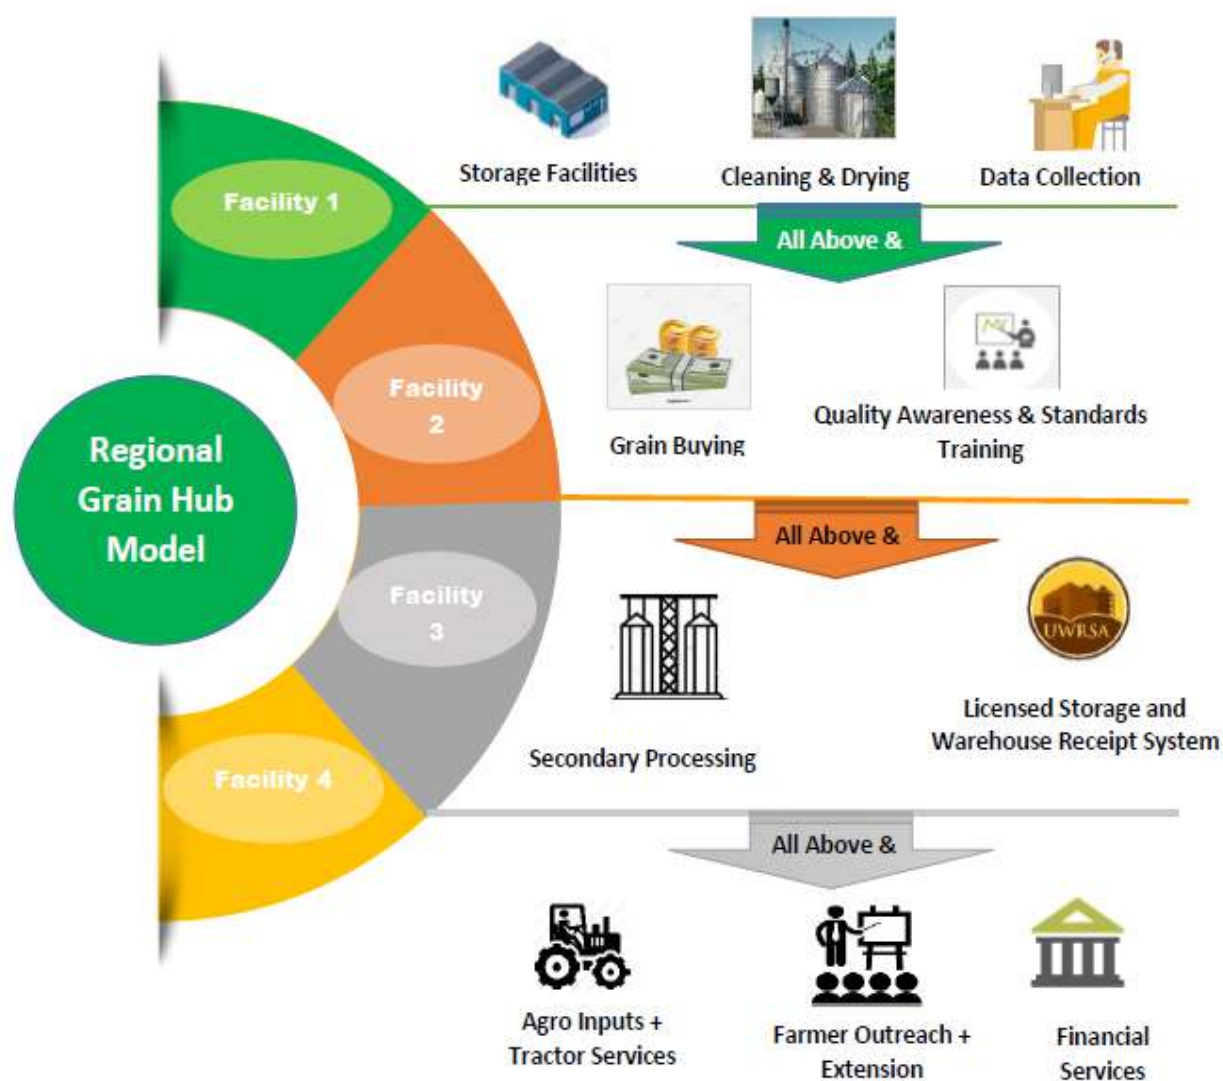 Storage Facilities
Cleaning & Drying
Data Collection
Facility 1
All Above &
Facility
2
Grain Buying
Quality Awareness & Standards
Training
Regional
Grain Hub
Model
All Above &
Facility
3
UWRSA
Secondary Processing
Licensed Storage and
Warehouse Receipt System
Facility 4
All Above &
Agro Inputs +
Tractor Services
Farmer Outreach +
Extension
Financial
Services